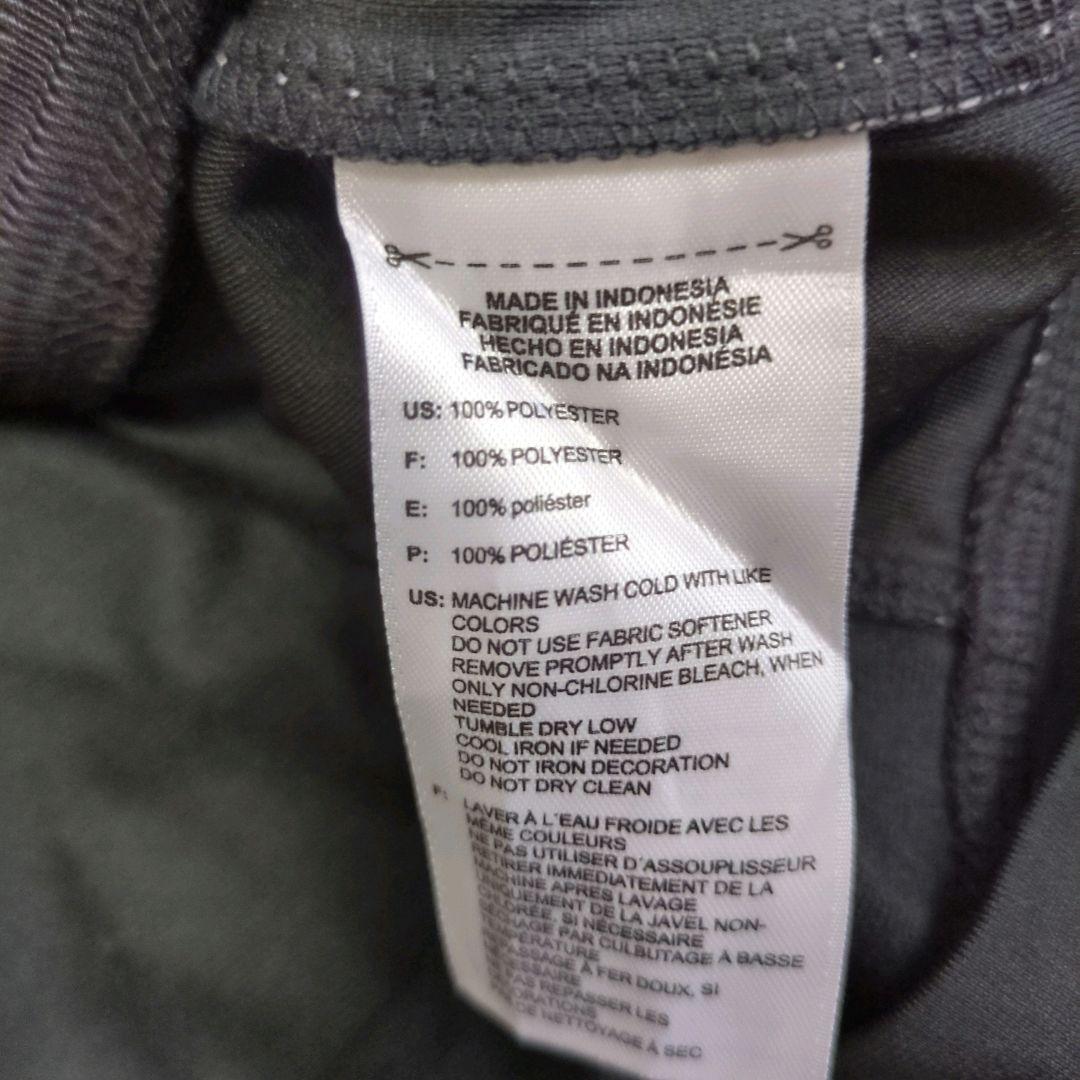 MADE IN INDONESIA
FABRIQUÉ EN INDONÉSIE
HECHO EN INDONESIA
FABRICADO NA INDONÉSIA
US: 100% POLYESTER
F: 100% POLYESTER
E: 100% poliéster
P: 100% POLIÉSTER
US: MACHINE WASH COLD WITH LIKE
COLORS
DO NOT USE FABRIC SOFTENER
REMOVE PROMPTLY AFTER WASH
ONLY NON-CHLORINE BLEACH, WHEN
NEEDED
TUMBLE DRY LOW
COOL IRON IF NEEDED
DO NOT IRON DECORATION
DO NOT DRY CLEAN
F: LAVER À L'EAU FROIDE AVEC LES
MÊME COULEURS
NE PAS UTILISER D'ASSOUPLISSEUR
RETIRER IMMÉDIATEMENT DE LA
MACHINE APRES LAVAGE
DE LA JAVEL NON-
SI NÉCESSAIRE
PAR CULBUTAGE À BASSE
À FER DOUX, SI
PAS REPASSER LES
DE NETTOYAGE À SEC